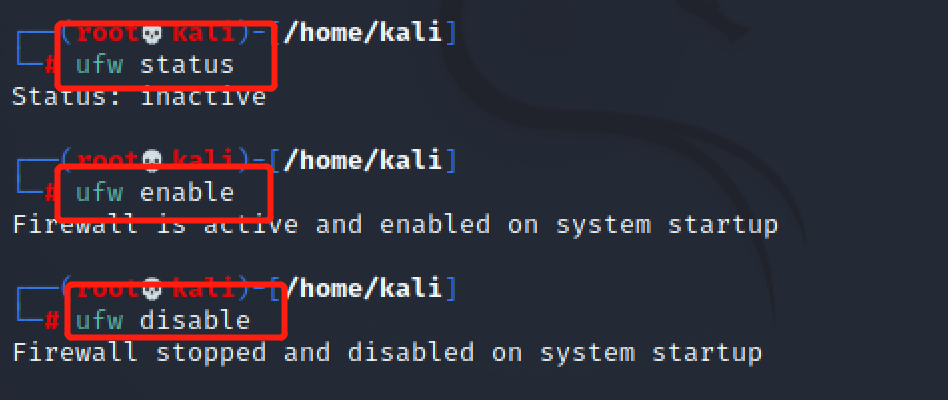 ┌──(root💀kali)-[/home/kali]
└─# ufw status
Status: inactive
┌──(root💀kali)-[/home/kali]
└─# ufw enable
Firewall is active and enabled on system startup
┌──(root💀kali)-[/home/kali]
└─# ufw disable
Firewall stopped and disabled on system startup